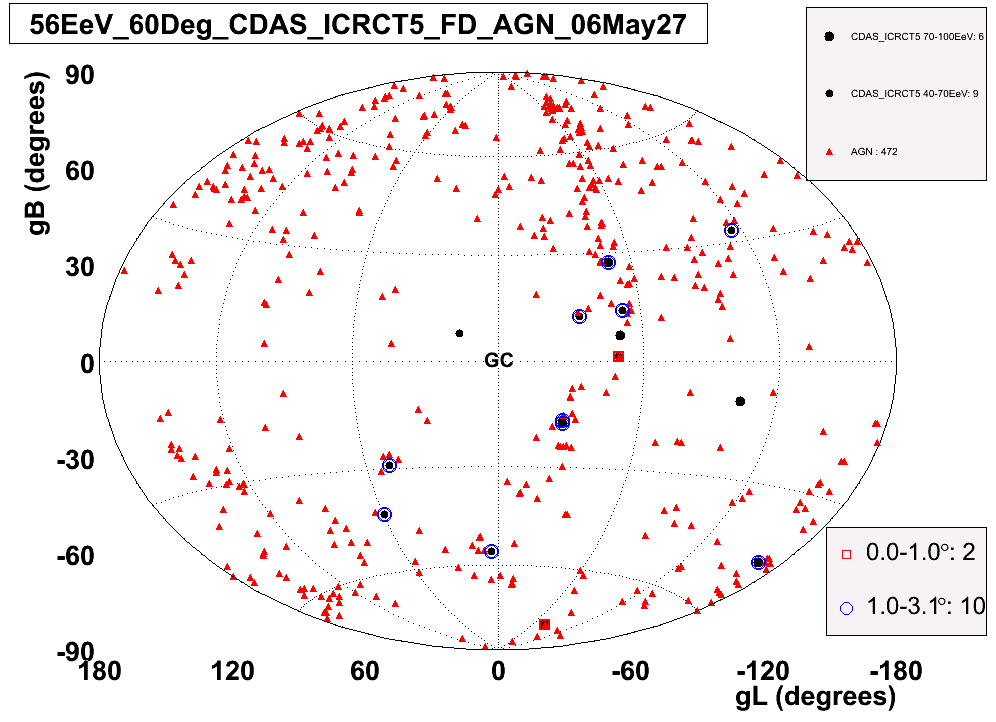 56EeV_60Deg_CDAS_ICRCT5_FD_AGN_06May27
CDAS_ICRCT5 70-100EeV: 6
CDAS_ICRCT5 40-70EeV: 9
AGN : 472
gB (degrees)
90
60
30
0
-30
-60
-90
GC
0.0-1.0°: 2
1.0-3.1°: 10
180
120
60
0
-60
-120
-180
gL (degrees)